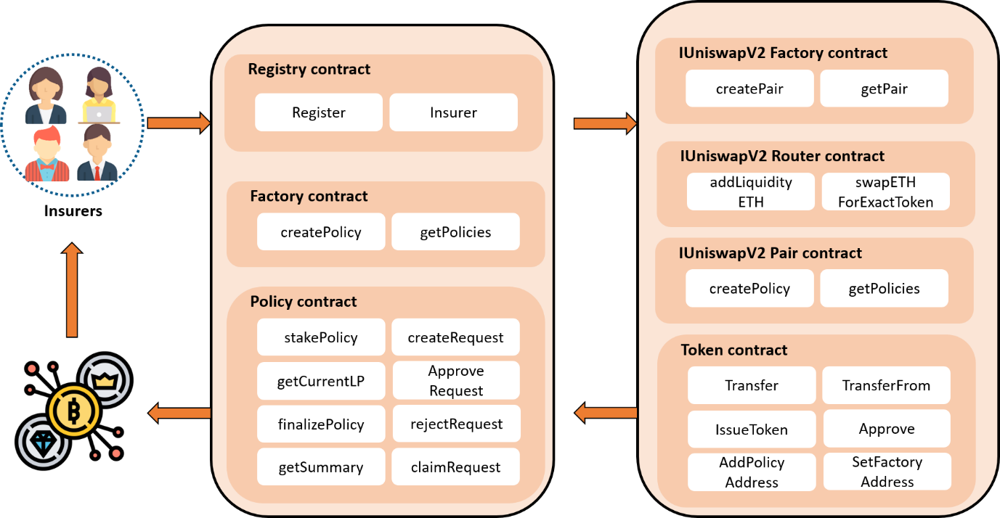 Insurers
Registry contract
Register
Insurer
Factory contract
createPolicy
getPolicies
Policy contract
stakePolicy
createRequest
getCurrentLP
Approve
Request
finalizePolicy
rejectRequest
getSummary
claimRequest
IUniswapV2 Factory contract
createPair
getPair
IUniswapV2 Router contract
addLiquidity
ETH
swapETH
ForExactToken
IUniswapV2 Pair contract
createPolicy
getPolicies
Token contract
Transfer
TransferFrom
IssueToken
Approve
AddPolicy
Address
SetFactory
Address